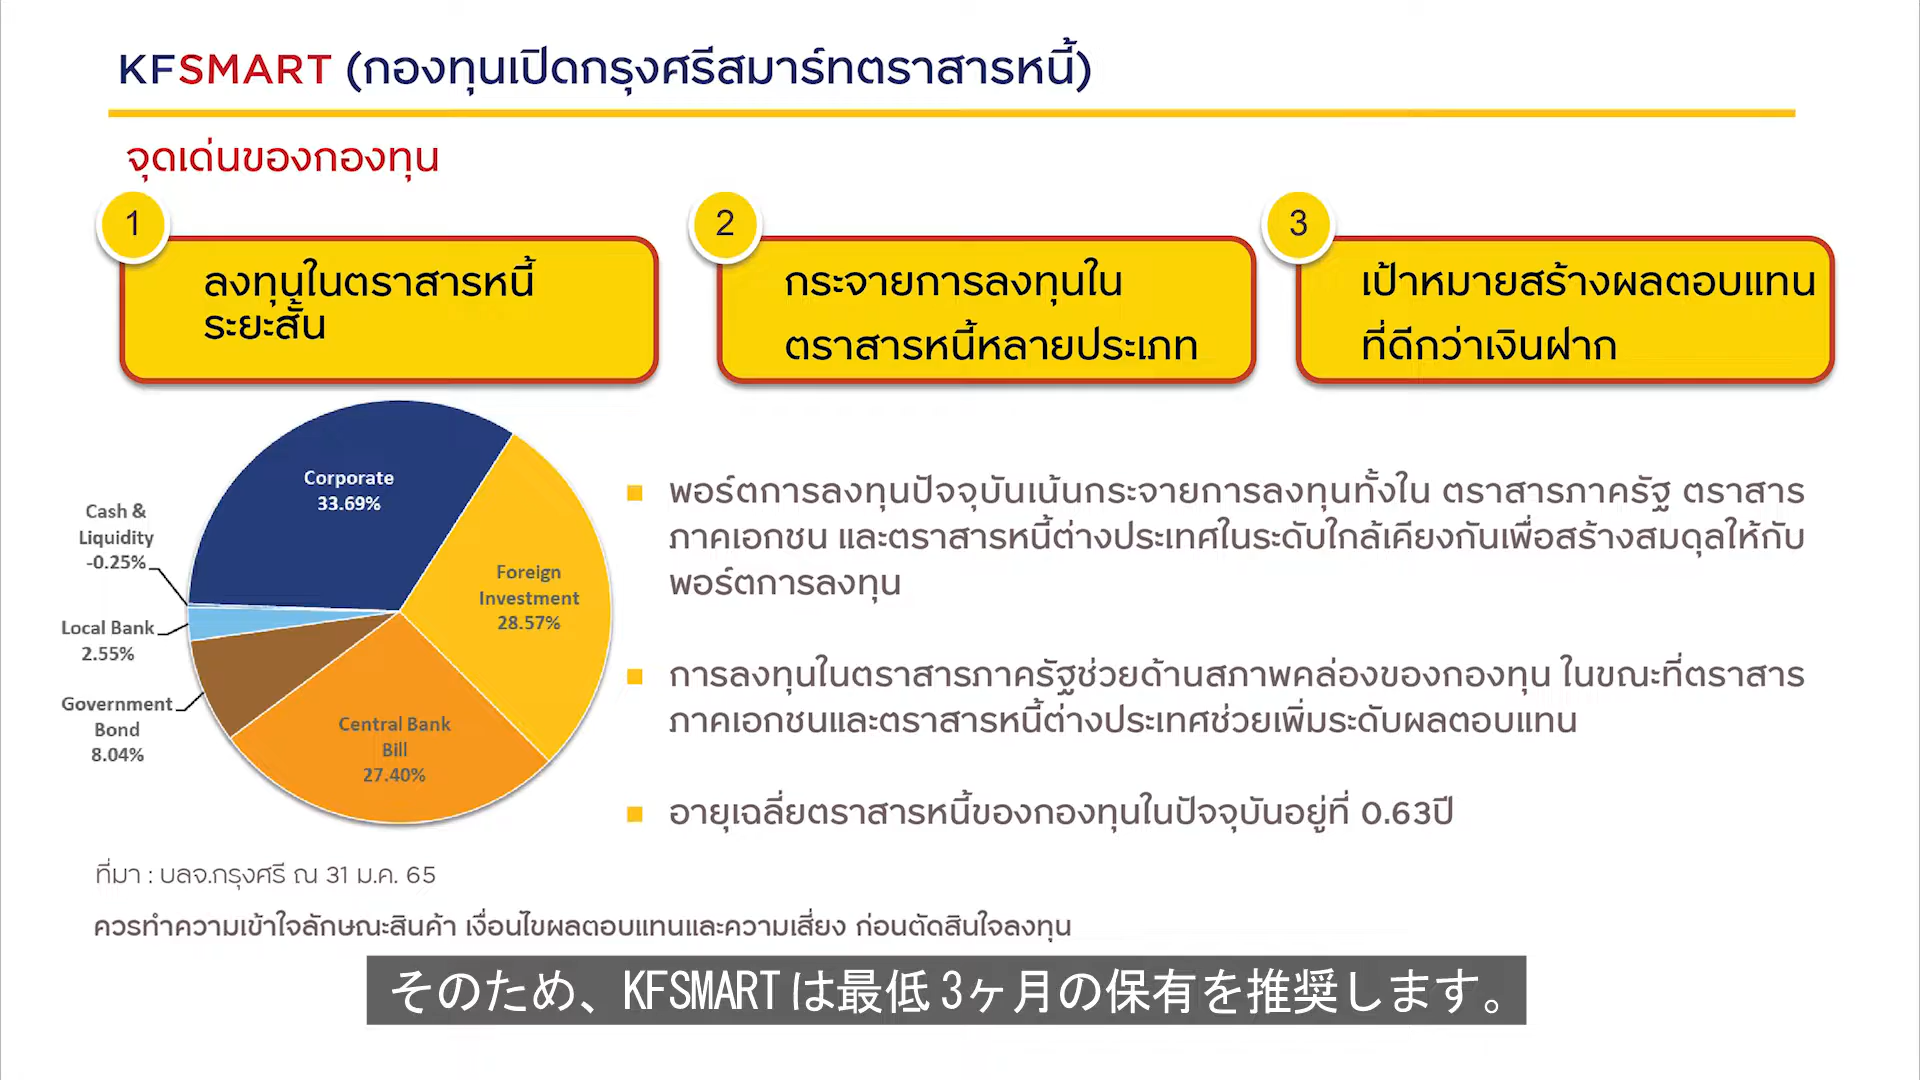 KFSMART (กองทุนเปิดกรุงศรีสมาร์ทตราสารหนี้)
จุดเด่นของกองทุน
1
ลงทุนในตราสารหนี้
ระยะสั้น
2
กระจายการลงทุนใน
ตราสารหนี้หลายประเภท
3
เป้าหมายสร้างผลตอบแทน
ที่ดีกว่าเงินฝาก
Corporate
33.69%
Foreign
Investment
28.57%
Central Bank
Bill
27.40%
Government
Bond
8.04%
Local Bank
2.55%
Cash &
Liquidity
-0.25%
พอร์ตการลงทุนปัจจุบันเน้นกระจายการลงทุนทั้งใน ตราสารภาครัฐ ตราสาร
ภาคเอกชน และตราสารหนี้ต่างประเทศในระดับใกล้เคียงกันเพื่อสร้างสมดุลให้กับ
พอร์ตการลงทุน
การลงทุนในตราสารภาครัฐช่วยด้านสภาพคล่องของกองทุน ในขณะที่ตราสาร
ภาคเอกชนและตราสารหนี้ต่างประเทศช่วยเพิ่มระดับผลตอบแทน
อายุเฉลี่ยตราสารหนี้ของกองทุนในปัจจุบันอยู่ที่ 0.63ปี
ที่มา : บลจ.กรุงศรี ณ 31 ม.ค. 65
ควรทำความเข้าใจลักษณะสินค้า เงื่อนไขผลตอบแทนและความเสี่ยง ก่อนตัดสินใจลงทุน
そのため、KFSMARTは最低3ヶ月の保有を推奨します。